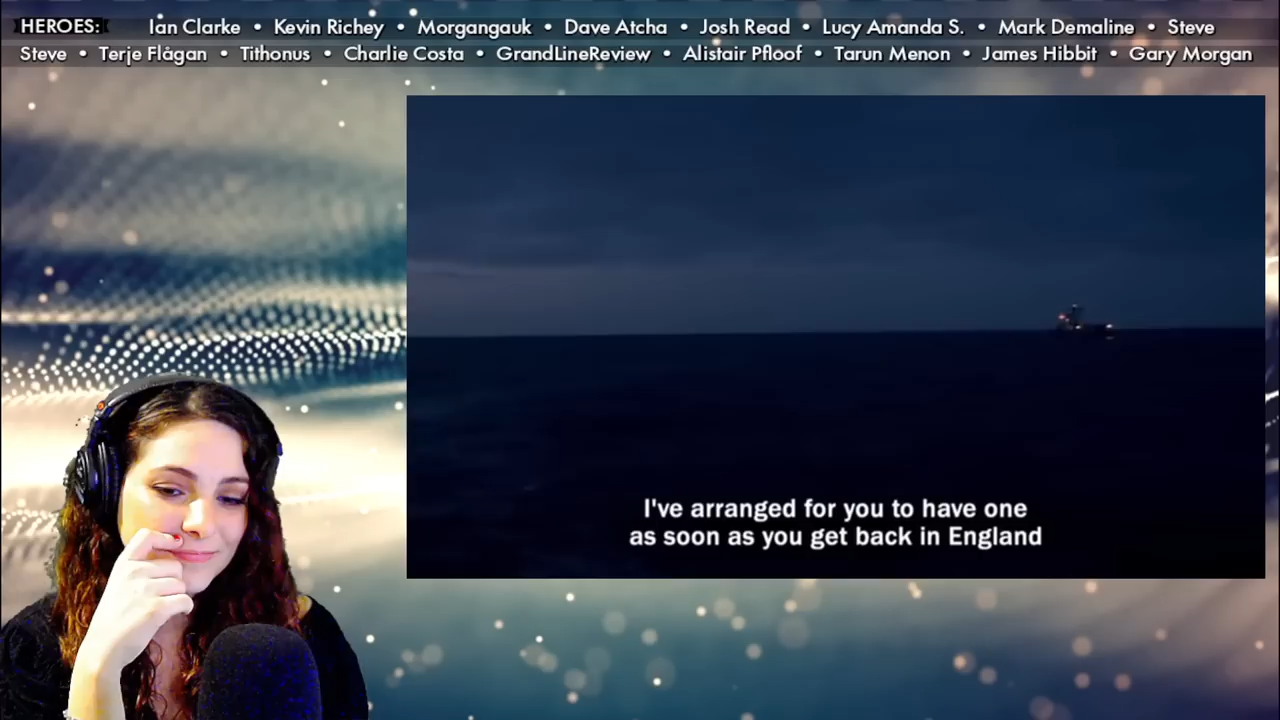 HEROES: Ian Clarke • Kevin Richey • Morgangauk • Dave Atcha • Josh Read • Lucy Amanda S. • Mark Demaline • Steve
Steve • Terje Flågan • Tithonus • Charlie Costa • GrandLineReview • Alistair Pfloof • Tarun Menon • James Hibbit • Gary Morgan
I've arranged for you to have one
as soon as you get back in England